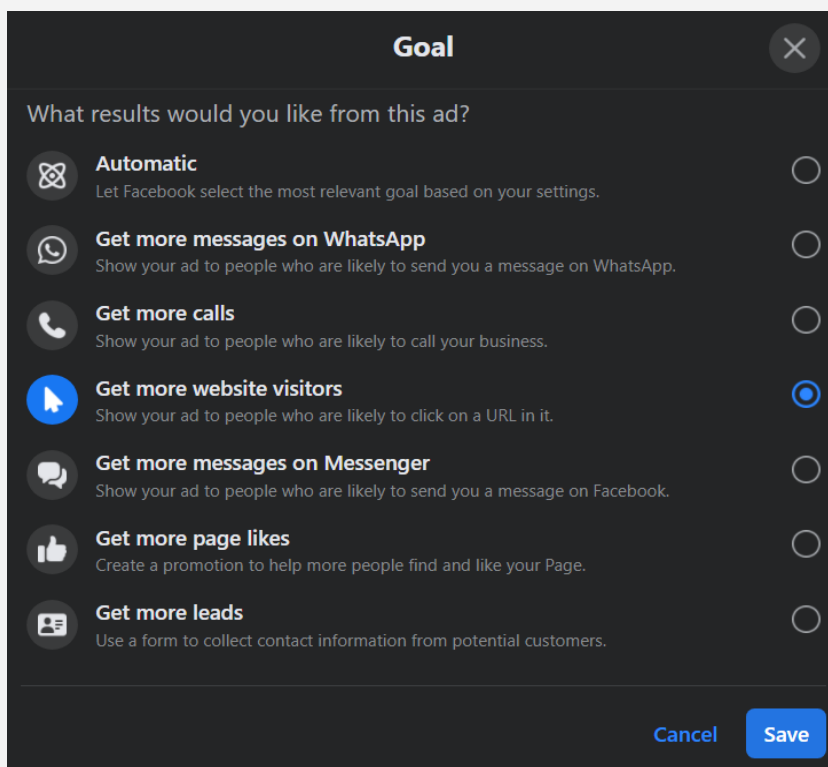 Goal
What results would you like from this ad?
Automatic
Let Facebook select the most relevant goal based on your settings.
Get more messages on WhatsApp
Show your ad to people who are likely to send you a message on WhatsApp.
Get more calls
Show your ad to people who are likely to call your business.
Get more website visitors
Show your ad to people who are likely to click on a URL in it.
Get more messages on Messenger
Show your ad to people who are likely to send you a message on Facebook.
Get more page likes
Create a promotion to help more people find and like your Page.
Get more leads
Use a form to collect contact information from potential customers.
Cancel Save